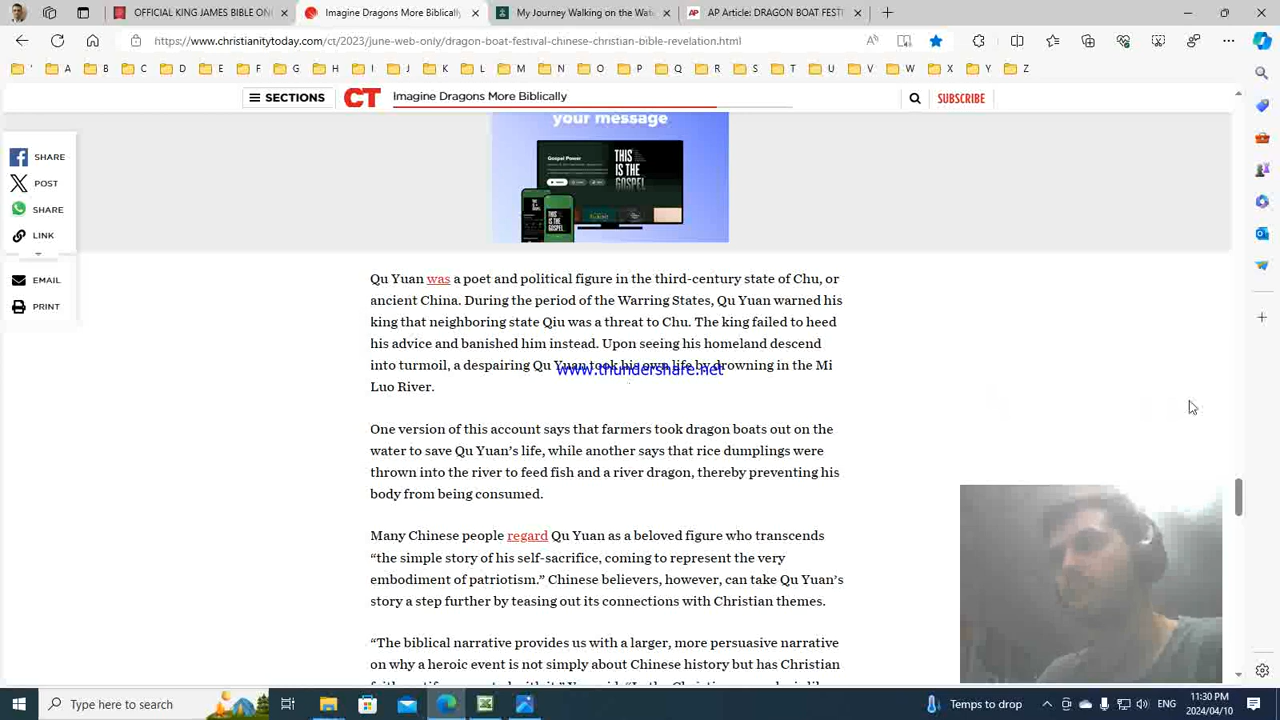 OFFICIAL KING JAMES BIBLE ON
Imagine Dragons More Biblically
My Journey Walking on the Wat
AP
AP Article: DRAGON BOAT FEST
https://www.christianitytoday.com/ct/2023/june-web-only/dragon-boat-festival-chinese-christian-bible-revelation.html
' A B C D E F G H I J K L M N O P Q R S T U V W X Y Z
SECTIONS CT Imagine Dragons More Biblically SUBSCRIBE
your message
THIS IS THE GOSPEL
SHARE
POST
SHARE
LINK
EMAIL
PRINT
Qu Yuan was a poet and political figure in the third-century state of Chu, or
ancient China. During the period of the Warring States, Qu Yuan warned his
king that neighboring state Qiu was a threat to Chu. The king failed to heed
his advice and banished him instead. Upon seeing his homeland descend
into turmoil, a despairing Qu Yuan took his own life by drowning in the Mi
www.thundershare.net
Luo River.
One version of this account says that farmers took dragon boats out on the
water to save Qu Yuan’s life, while another says that rice dumplings were
thrown into the river to feed fish and a river dragon, thereby preventing his
body from being consumed.
Many Chinese people regard Qu Yuan as a beloved figure who transcends
“the simple story of his self-sacrifice, coming to represent the very
embodiment of patriotism.” Chinese believers, however, can take Qu Yuan’s
story a step further by teasing out its connections with Christian themes.
“The biblical narrative provides us with a larger, more persuasive narrative
on why a heroic event is not simply about Chinese history but has Christian
Type here to search
Temps to drop
ENG
11:30 PM
2024/04/10